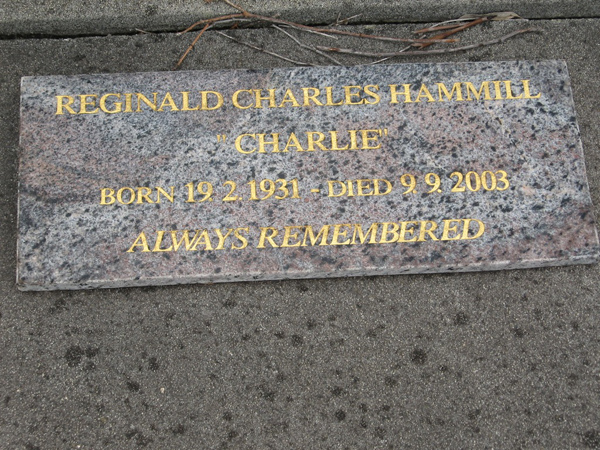 REGINALD CHARLES HAMMILL
"CHARLIE"
BORN 19.2.1931 - DIED 9.9.2003
ALWAYS REMEMBERED